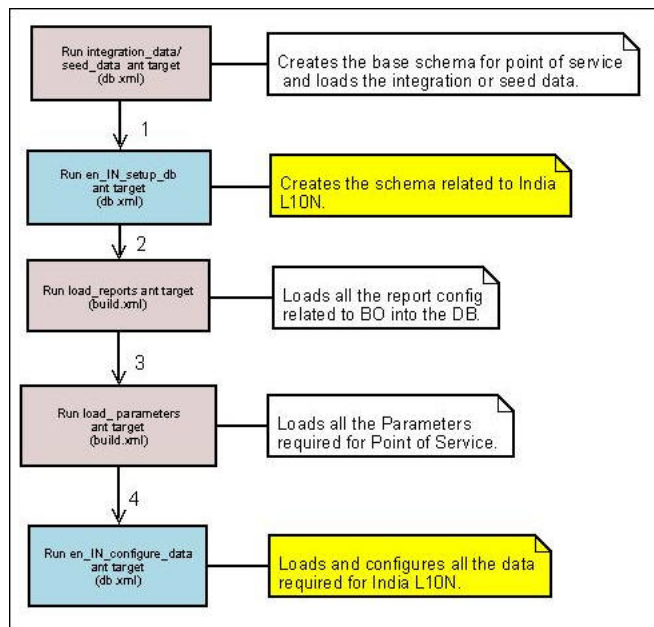 Run integration_data/
seed_data ant target
(db.xml)
Creates the base schema for point of service
and loads the integration or seed data.
1
Run en_IN_setup_db
ant target
(db.xml)
Creates the schema related to India
L10N.
2
Run load_reports ant target
(build.xml)
Loads all the report config
related to BO into the DB.
3
Run load_ parameters
ant target
(build.xml)
Loads all the Parameters
required for Point of Service.
4
Run en_IN_configure_data
ant target
(db.xml)
Loads and configures all the data
required for India L10N.